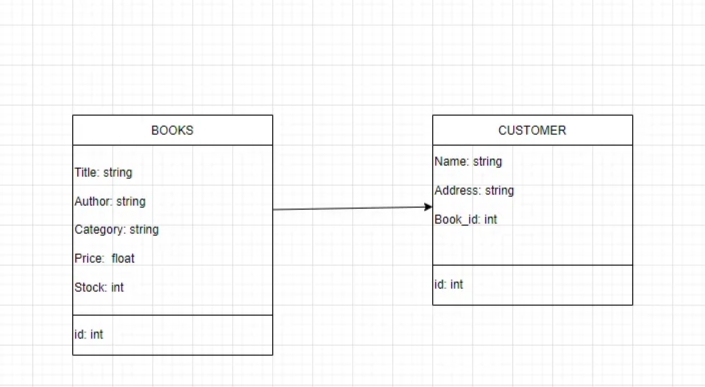 BOOKS
Title: string
Author: string
Category: string
Price:  float
Stock: int
id: int
CUSTOMER
Name: string
Address: string
Book_id: int
id: int